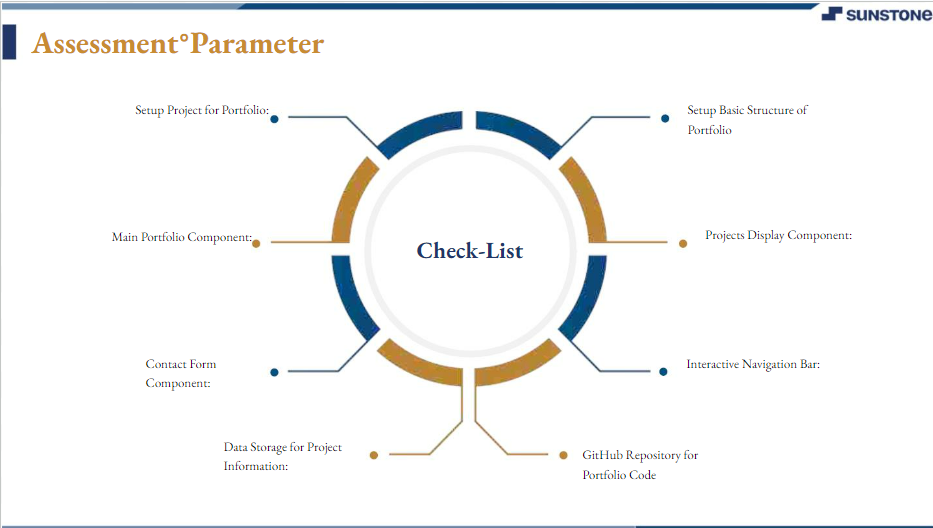 SUNSTONE
Assessment°Parameter
Setup Project for Portfolio:
Setup Basic Structure of
Portfolio
Main Portfolio Component:
Projects Display Component:
Check-List
Contact Form
Component:
Interactive Navigation Bar:
Data Storage for Project
Information:
GitHub Repository for
Portfolio Code